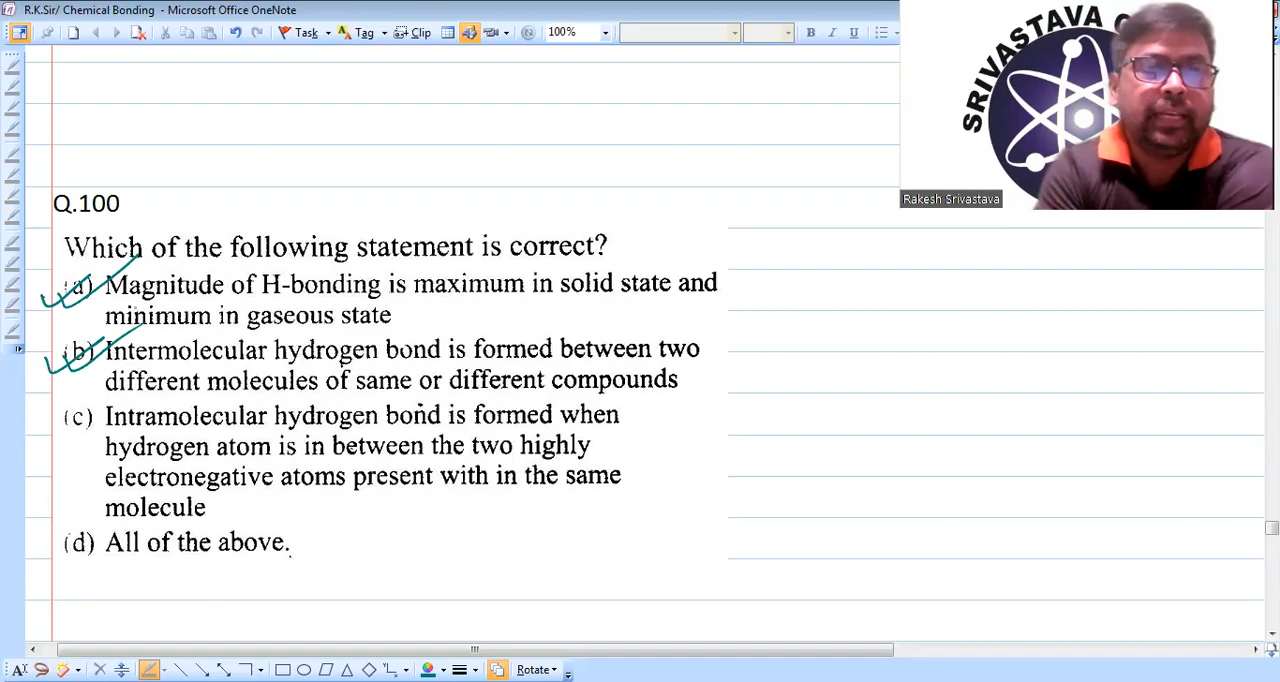 R.K.Sir/ Chemical Bonding - Microsoft Office OneNote
Task Tag Clip 100% B I U
SRIVASTAVA C
Rakesh Srivastava
Q.100
Which of the following statement is correct?
(a) Magnitude of H-bonding is maximum in solid state and
minimum in gaseous state
(b) Intermolecular hydrogen bond is formed between two
different molecules of same or different compounds
(c) Intramolecular hydrogen bond is formed when
hydrogen atom is in between the two highly
electronegative atoms present with in the same
molecule
(d) All of the above.
Rotate